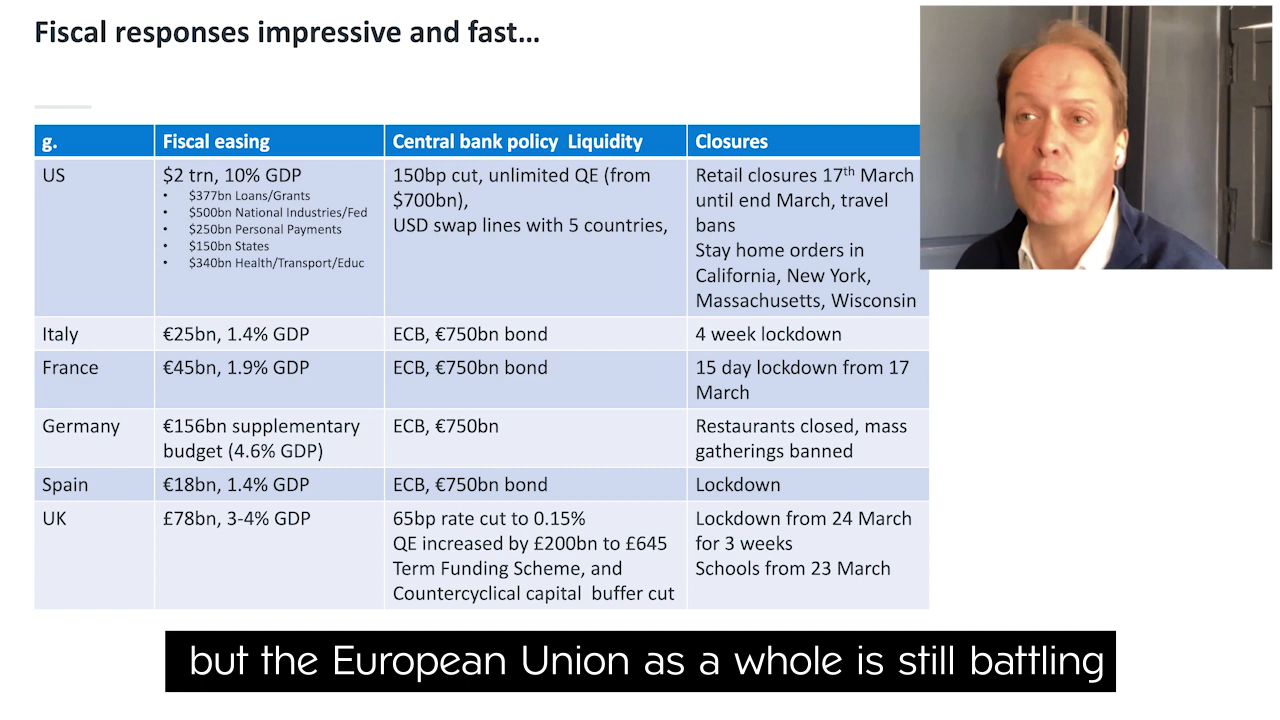 Fiscal responses impressive and fast…
g.
Fiscal easing
Central bank policy  Liquidity
Closures
US
$2 trn, 10% GDP
• $377bn Loans/Grants
• $500bn National Industries/Fed
• $250bn Personal Payments
• $150bn States
• $340bn Health/Transport/Educ
150bp cut, unlimited QE (from
$700bn),
USD swap lines with 5 countries,
Retail closures 17th March
until end March, travel
bans
Stay home orders in
California, New York,
Massachusetts, Wisconsin
Italy
€25bn, 1.4% GDP
ECB, €750bn bond
4 week lockdown
France
€45bn, 1.9% GDP
ECB, €750bn bond
15 day lockdown from 17
March
Germany
€156bn supplementary
budget (4.6% GDP)
ECB, €750bn
Restaurants closed, mass
gatherings banned
Spain
€18bn, 1.4% GDP
ECB, €750bn bond
Lockdown
UK
£78bn, 3-4% GDP
65bp rate cut to 0.15%
QE increased by £200bn to £645
Term Funding Scheme, and
Countercyclical capital  buffer cut
Lockdown from 24 March
for 3 weeks
Schools from 23 March
but the European Union as a whole is still battling